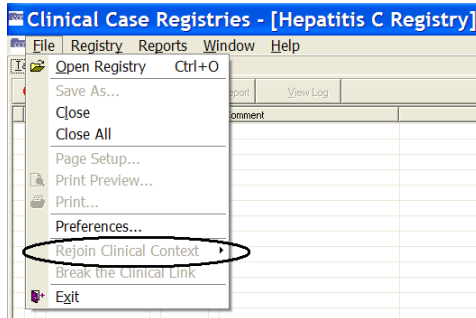 Clinical Case Registries - [Hepatitis C Registry]
File Registry Reports Window Help
Open Registry Ctrl+O
Save As...
View Log
Close
Comment
Close All
Page Setup...
Print Preview...
Print...
Preferences...
Rejoin Clinical Context
Break the Clinical Link
Exit